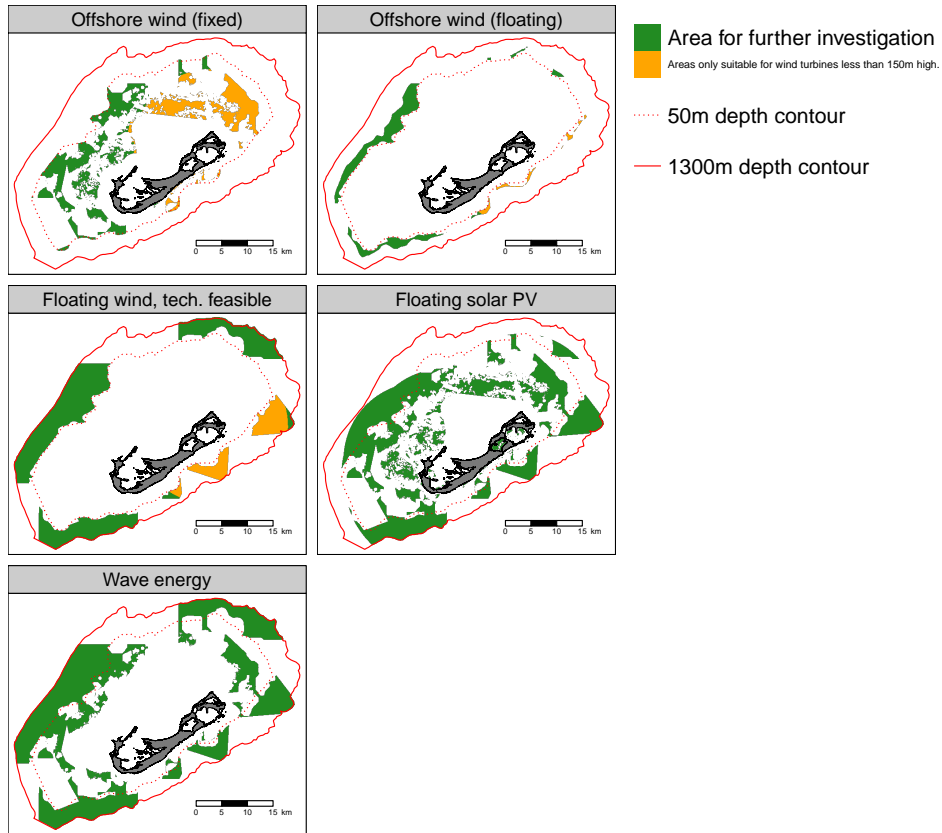 Offshore wind (fixed)
Offshore wind (floating)
Area for further investigation
Areas only suitable for wind turbines less than 150m high.
50m depth contour
1300m depth contour
0 5 10 15 km
0 5 10 15 km
Floating wind, tech. feasible
Floating solar PV
0 5 10 15 km
0 5 10 15 km
Wave energy
0 5 10 15 km